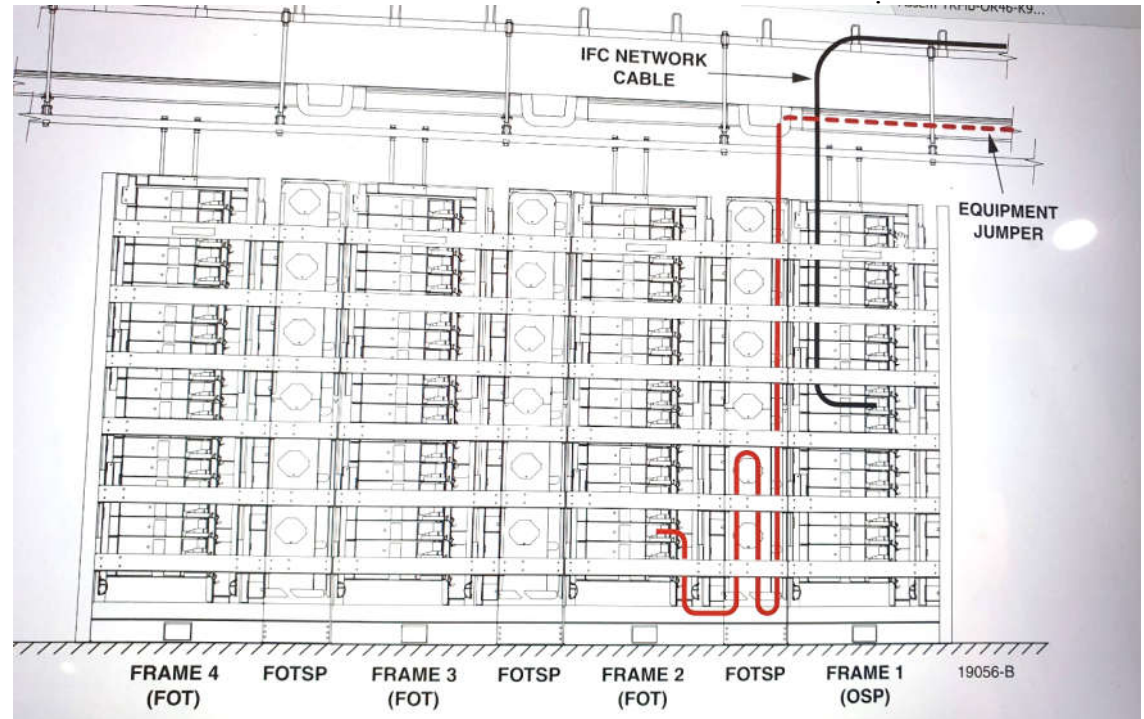 IFC NETWORK
CABLE
EQUIPMENT
JUMPER
FRAME 4
(FOT)
FOTSP
FRAME 3
(FOT)
FOTSP
FRAME 2
(FOT)
FOTSP
FRAME 1
(OSP)
19056-B